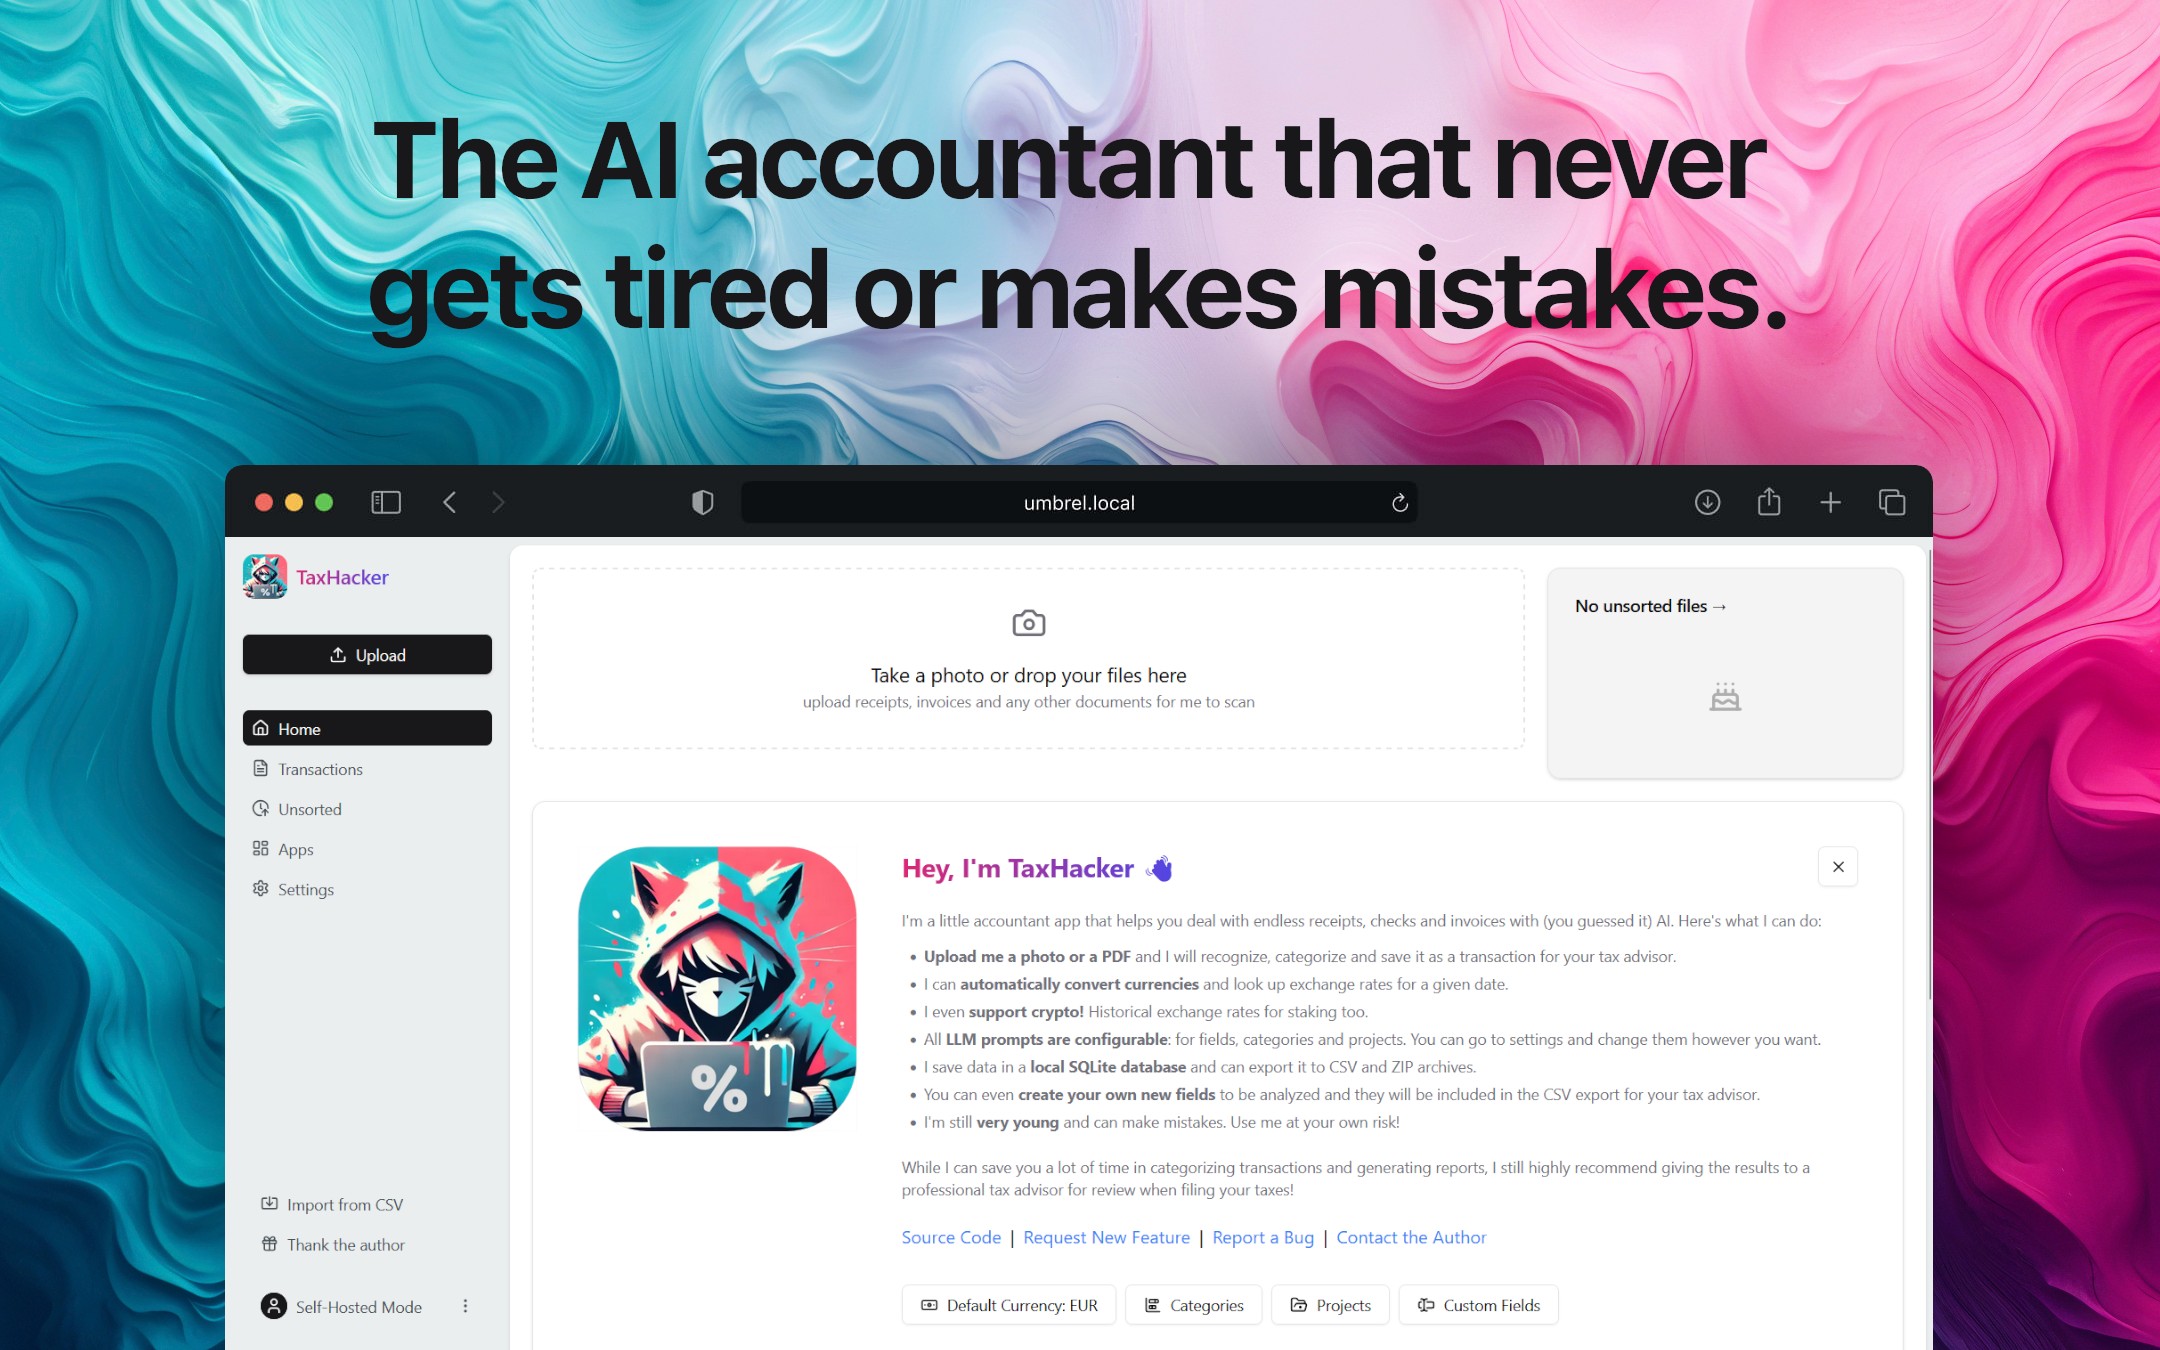 The AI accountant that never
gets tired or makes mistakes.
umbrel.local
TaxHacker
Upload
Home
Transactions
Unsorted
Apps
Settings
Import from CSV
Thank the author
Self-Hosted Mode
Take a photo or drop your files here
upload receipts, invoices and any other documents for me to scan
No unsorted files →
%
Hey, I'm TaxHacker 👋
I'm a little accountant app that helps you deal with endless receipts, checks and invoices with (you guessed it) AI. Here's what I can do:
• Upload me a photo or a PDF and I will recognize, categorize and save it as a transaction for your tax advisor.
• I can automatically convert currencies and look up exchange rates for a given date.
• I even support crypto! Historical exchange rates for staking too.
• All LLM prompts are configurable: for fields, categories and projects. You can go to settings and change them however you want.
• I save data in a local SQLite database and can export it to CSV and ZIP archives.
• You can even create your own new fields to be analyzed and they will be included in the CSV export for your tax advisor.
• I'm still very young and can make mistakes. Use me at your own risk!
While I can save you a lot of time in categorizing transactions and generating reports, I still highly recommend giving the results to a
professional tax advisor for review when filing your taxes!
Source Code | Request New Feature | Report a Bug | Contact the Author
Default Currency: EUR
Categories
Projects
Custom Fields